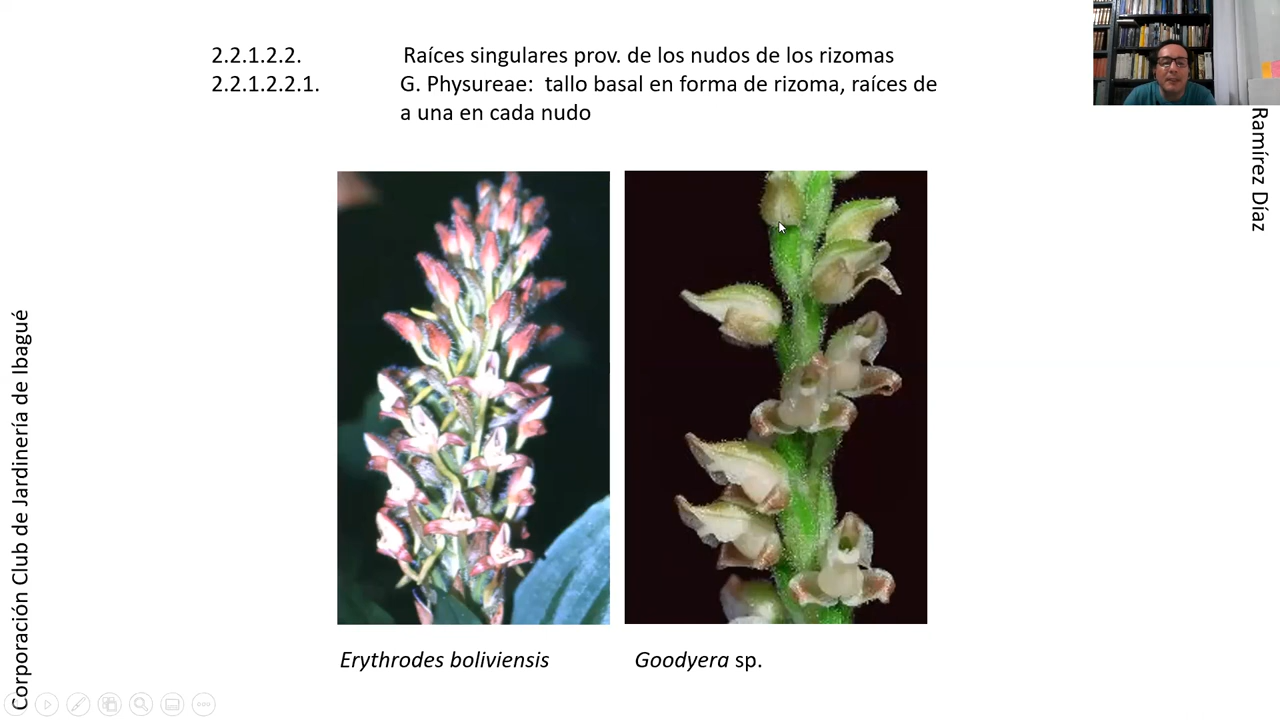 2.2.1.2.2. Raíces singulares prov. de los nudos de los rizomas
2.2.1.2.2.1. G. Physureae: tallo basal en forma de rizoma, raíces de
a una en cada nudo
Corporación Club de Jardinería de Ibagué
Ramírez Díaz
Erythrodes boliviensis
Goodyera sp.